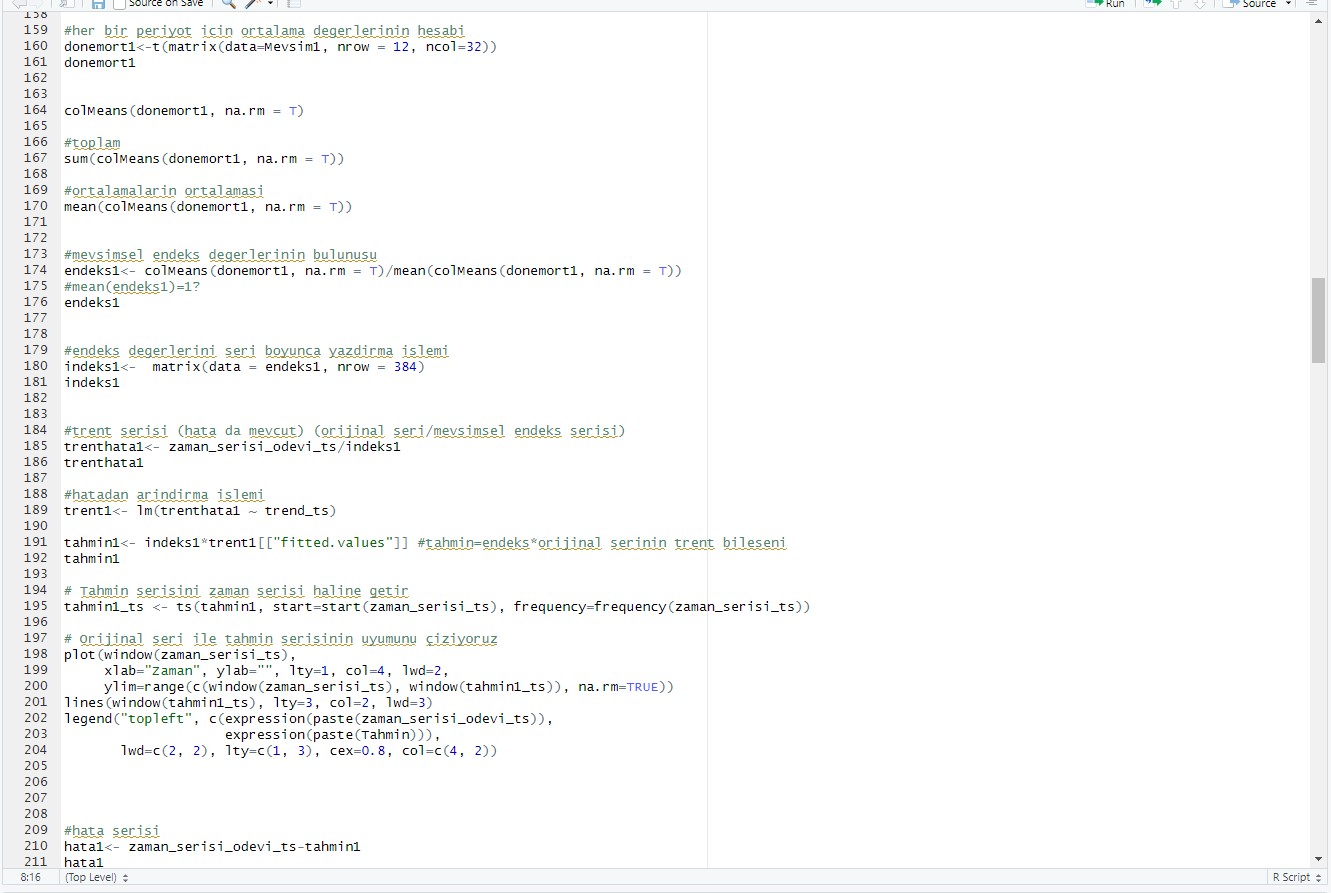 Source on Save
Run
Source
158
159 #her bir periyot icin ortalama degerlerinin hesabi
160 donemort1<-t(matrix(data=Mevsim1, nrow = 12, ncol=32))
161 donemort1
162
163
164 colMeans(donemort1, na.rm = T)
165
166 #toplam
167 sum(colMeans(donemort1, na.rm = T))
168
169 #ortalamalarin ortalamasi
170 mean(colMeans(donemort1, na.rm = T))
171
172
173 #mevsimsel endeks degerlerinin bulunusu
174 endeks1<- colMeans(donemort1, na.rm = T)/mean(colMeans(donemort1, na.rm = T))
175 #mean(endeks1)=1?
176 endeks1
177
178
179 #endeks degerlerini seri boyunca yazdirma islemi
180 indeks1<-  matrix(data = endeks1, nrow = 384)
181 indeks1
182
183
184 #trent serisi (hata da mevcut) (orijinal seri/mevsimsel endeks serisi)
185 trenthata1<- zaman_serisi_odevi_ts/indeks1
186 trenthata1
187
188 #hatadan arindirma islemi
189 trent1<- lm(trenthata1 ~ trend_ts)
190
191 tahmin1<- indeks1*trent1[["fitted.values"]] #tahmin=endeks*orijinal serinin trent bileseni
192 tahmin1
193
194 # Tahmin serisini zaman serisi haline getir
195 tahmin1_ts <- ts(tahmin1, start=start(zaman_serisi_ts), frequency=frequency(zaman_serisi_ts))
196
197 # Orijinal seri ile tahmin serisinin uyumunu çiziyoruz
198 plot(window(zaman_serisi_ts),
199      xlab="Zaman", ylab="", lty=1, col=4, lwd=2,
200      ylim=range(c(window(zaman_serisi_ts), window(tahmin1_ts)), na.rm=TRUE))
201 lines(window(tahmin1_ts), lty=3, col=2, lwd=3)
202 legend("topleft", c(expression(paste(zaman_serisi_odevi_ts)),
203                     expression(paste(Tahmin))),
204        lwd=c(2, 2), lty=c(1, 3), cex=0.8, col=c(4, 2))
205
206
207
208
209 #hata serisi
210 hata1<- zaman_serisi_odevi_ts-tahmin1
211 hata1
8:16 (Top Level) R Script